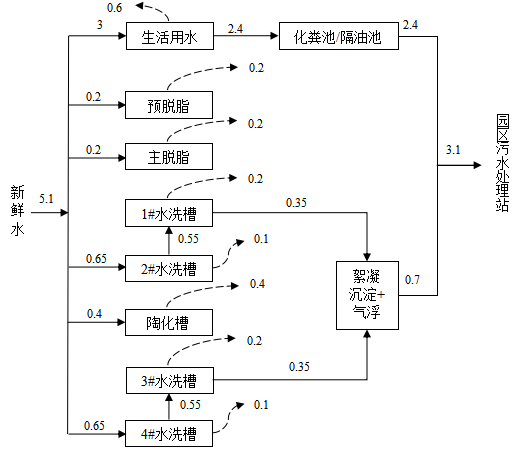 0.6
3
生活用水
2.4
化粪池/隔油池
2.4
0.2
0.2
预脱脂
0.2
0.2
主脱脂
园区污水处理站
3.1
新鲜水
5.1
0.2
1#水洗槽
0.35
0.55
0.65
2#水洗槽
0.1
絮凝
沉淀+
气浮
0.7
0.4
0.4
陶化槽
0.2
3#水洗槽
0.35
0.55
0.65
4#水洗槽
0.1